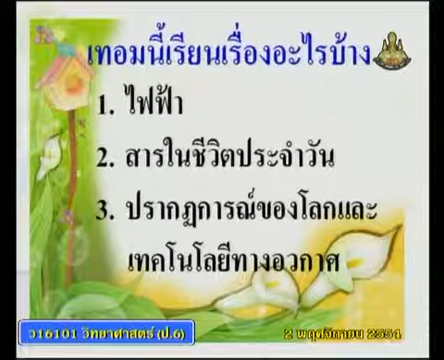 เทอมนี้เรียนเรื่องอะไรบ้าง
1. ไฟฟ้า
2. สารในชีวิตประจำวัน
3. ปรากฏการณ์ของโลกและ
เทคโนโลยีทางอวกาศ
ว16101 วิทยาศาสตร์ (ป.6)
2 พฤศจิกายน 2554